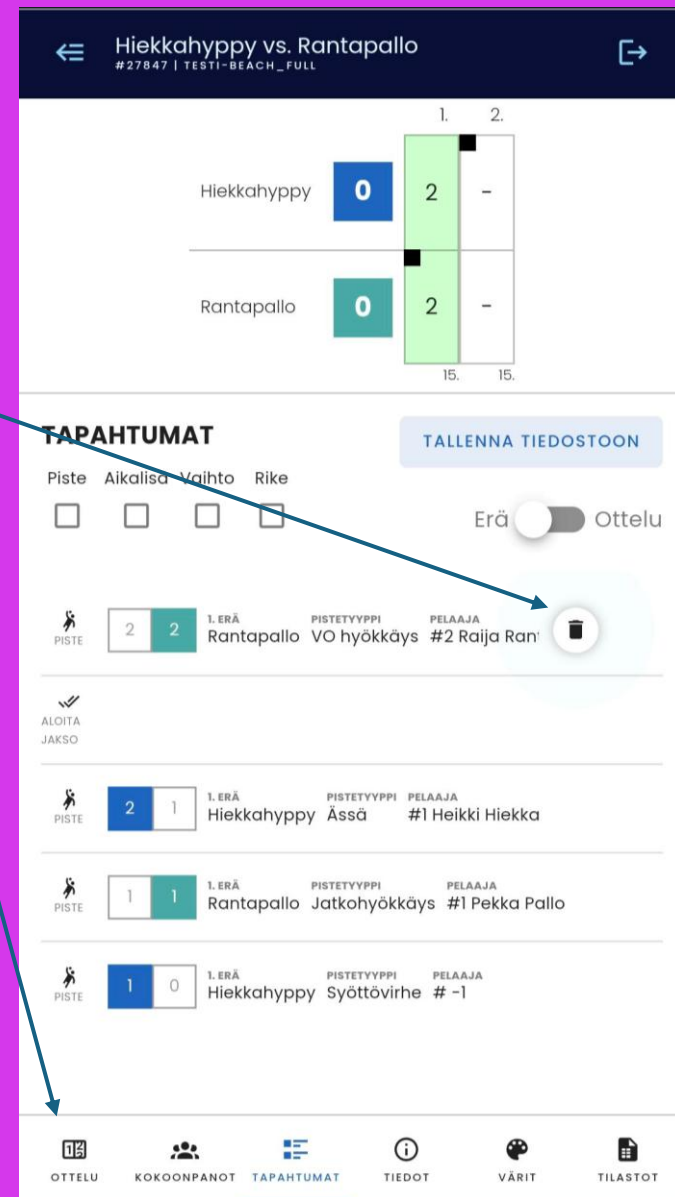 Hiekkahyppy vs. Rantapallo
#27847 | TESTI-BEACH_FULL
1. 2.
Hiekkahyppy 0 2 -
Rantapallo 0 2 -
15. 15.
TAPAHTUMAT
TALLENNA TIEDOSTOON
Piste Aikalisä Vaihto Rike
Erä Ottelu
1. ERÄ PISTETYYPPI PELAAJA
PISTE 2 2 Rantapallo VO hyökkäys #2 Raija Ran
ALOITA
JAKSO
1. ERÄ PISTETYYPPI PELAAJA
PISTE 2 1 Hiekkahyppy Ässä #1 Heikki Hiekka
1. ERÄ PISTETYYPPI PELAAJA
PISTE 1 1 Rantapallo Jatkohyökkäys #1 Pekka Pallo
1. ERÄ PISTETYYPPI PELAAJA
PISTE 1 0 Hiekkahyppy Syöttövirhe # -1
OTTELU KOKOONPANOT TAPAHTUMAT TIEDOT VÄRIT TILASTOT